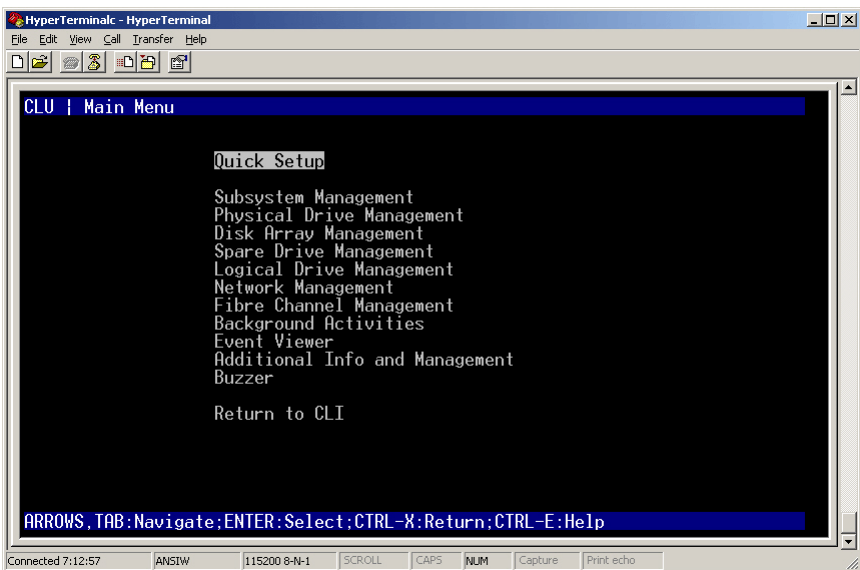 HyperTerminalc - HyperTerminal
File Edit View Call Transfer Help
CLU | Main Menu
Quick Setup
Subsystem Management
Physical Drive Management
Disk Array Management
Spare Drive Management
Logical Drive Management
Network Management
Fibre Channel Management
Background Activities
Event Viewer
Additional Info and Management
Buzzer
Return to CLI
ARROWS,TAB:Navigate;ENTER:Select;CTRL-X:Return;CTRL-E:Help
Connected 7:12:57 ANSIW 115200 8-N-1 SCROLL CAPS NUM Capture Print echo